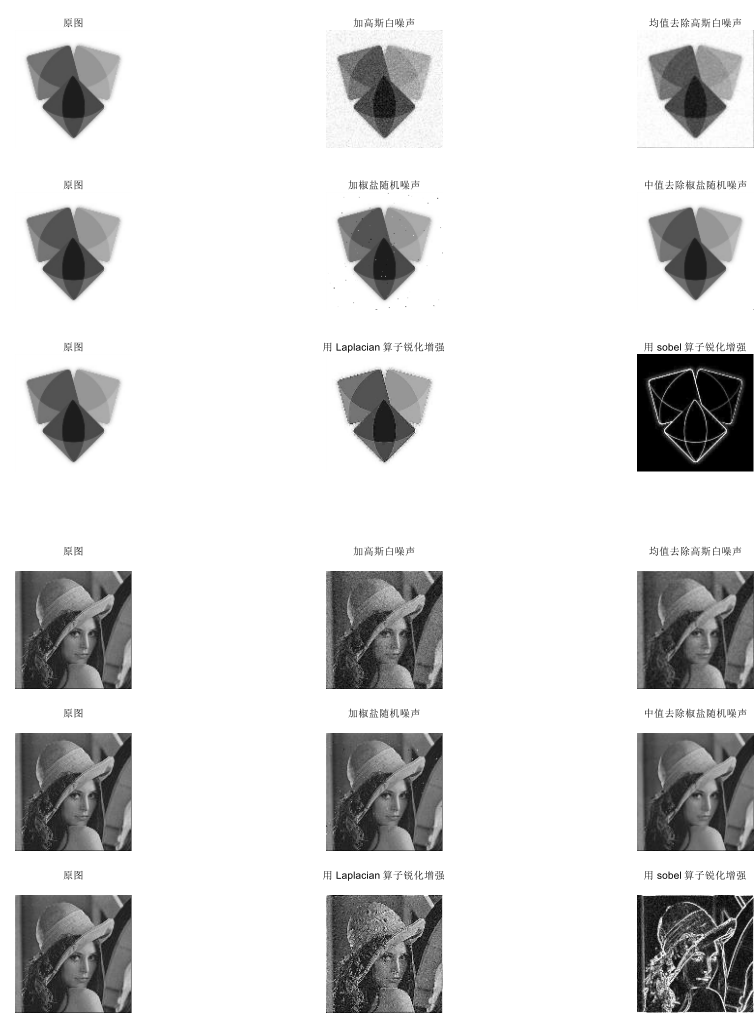 原图 加高斯白噪声 均值去除高斯白噪声
原图 加椒盐随机噪声 中值去除椒盐随机噪声
原图 用 Laplacian 算子锐化增强 用 sobel 算子锐化增强
原图 加高斯白噪声 均值去除高斯白噪声
原图 加椒盐随机噪声 中值去除椒盐随机噪声
原图 用 Laplacian 算子锐化增强 用 sobel 算子锐化增强